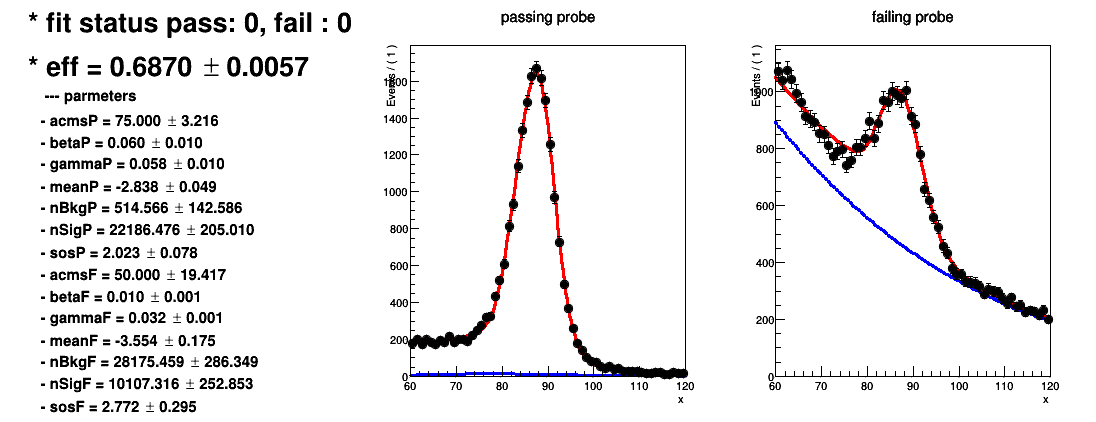 * fit status pass: 0, fail : 0
* eff = 0.6870 ± 0.0057
--- parmeters
- acmsP = 75.000 ± 3.216
- betaP = 0.060 ± 0.010
- gammaP = 0.058 ± 0.010
- meanP = -2.838 ± 0.049
- nBkgP = 514.566 ± 142.586
- nSigP = 22186.476 ± 205.010
- sosP = 2.023 ± 0.078
- acmsF = 50.000 ± 19.417
- betaF = 0.010 ± 0.001
- gammaF = 0.032 ± 0.001
- meanF = -3.554 ± 0.175
- nBkgF = 28175.459 ± 286.349
- nSigF = 10107.316 ± 252.853
- sosF = 2.772 ± 0.295
passing probe
Events / ( 1 )
1600
1400
1200
1000
800
600
400
200
0
60 70 80 90 100 110 120
x
failing probe
Events / ( 1 )
1000
800
600
400
200
0
60 70 80 90 100 110 120
x